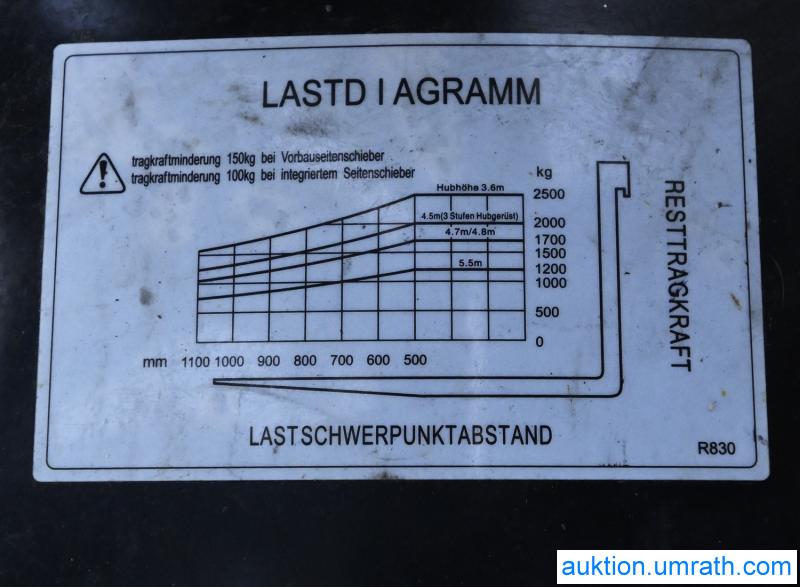 LASTD I AGRAMM
tragkraftminderung 150kg bei Vorbauseitenschieber
tragkraftminderung 100kg bei integriertem Seitenschieber
kg
Hubhöhe 3.6m
2500
4.5m(3 Stufen Hubgerüst)
2000
4.7m/4.8m
1700
1500
5.5m
1200
1000
500
0
mm 1100 1000 900 800 700 600 500
RESTTRAGKRAFT
LASTSCHWERPUNKTABSTAND
R830
auktion.umrath.com